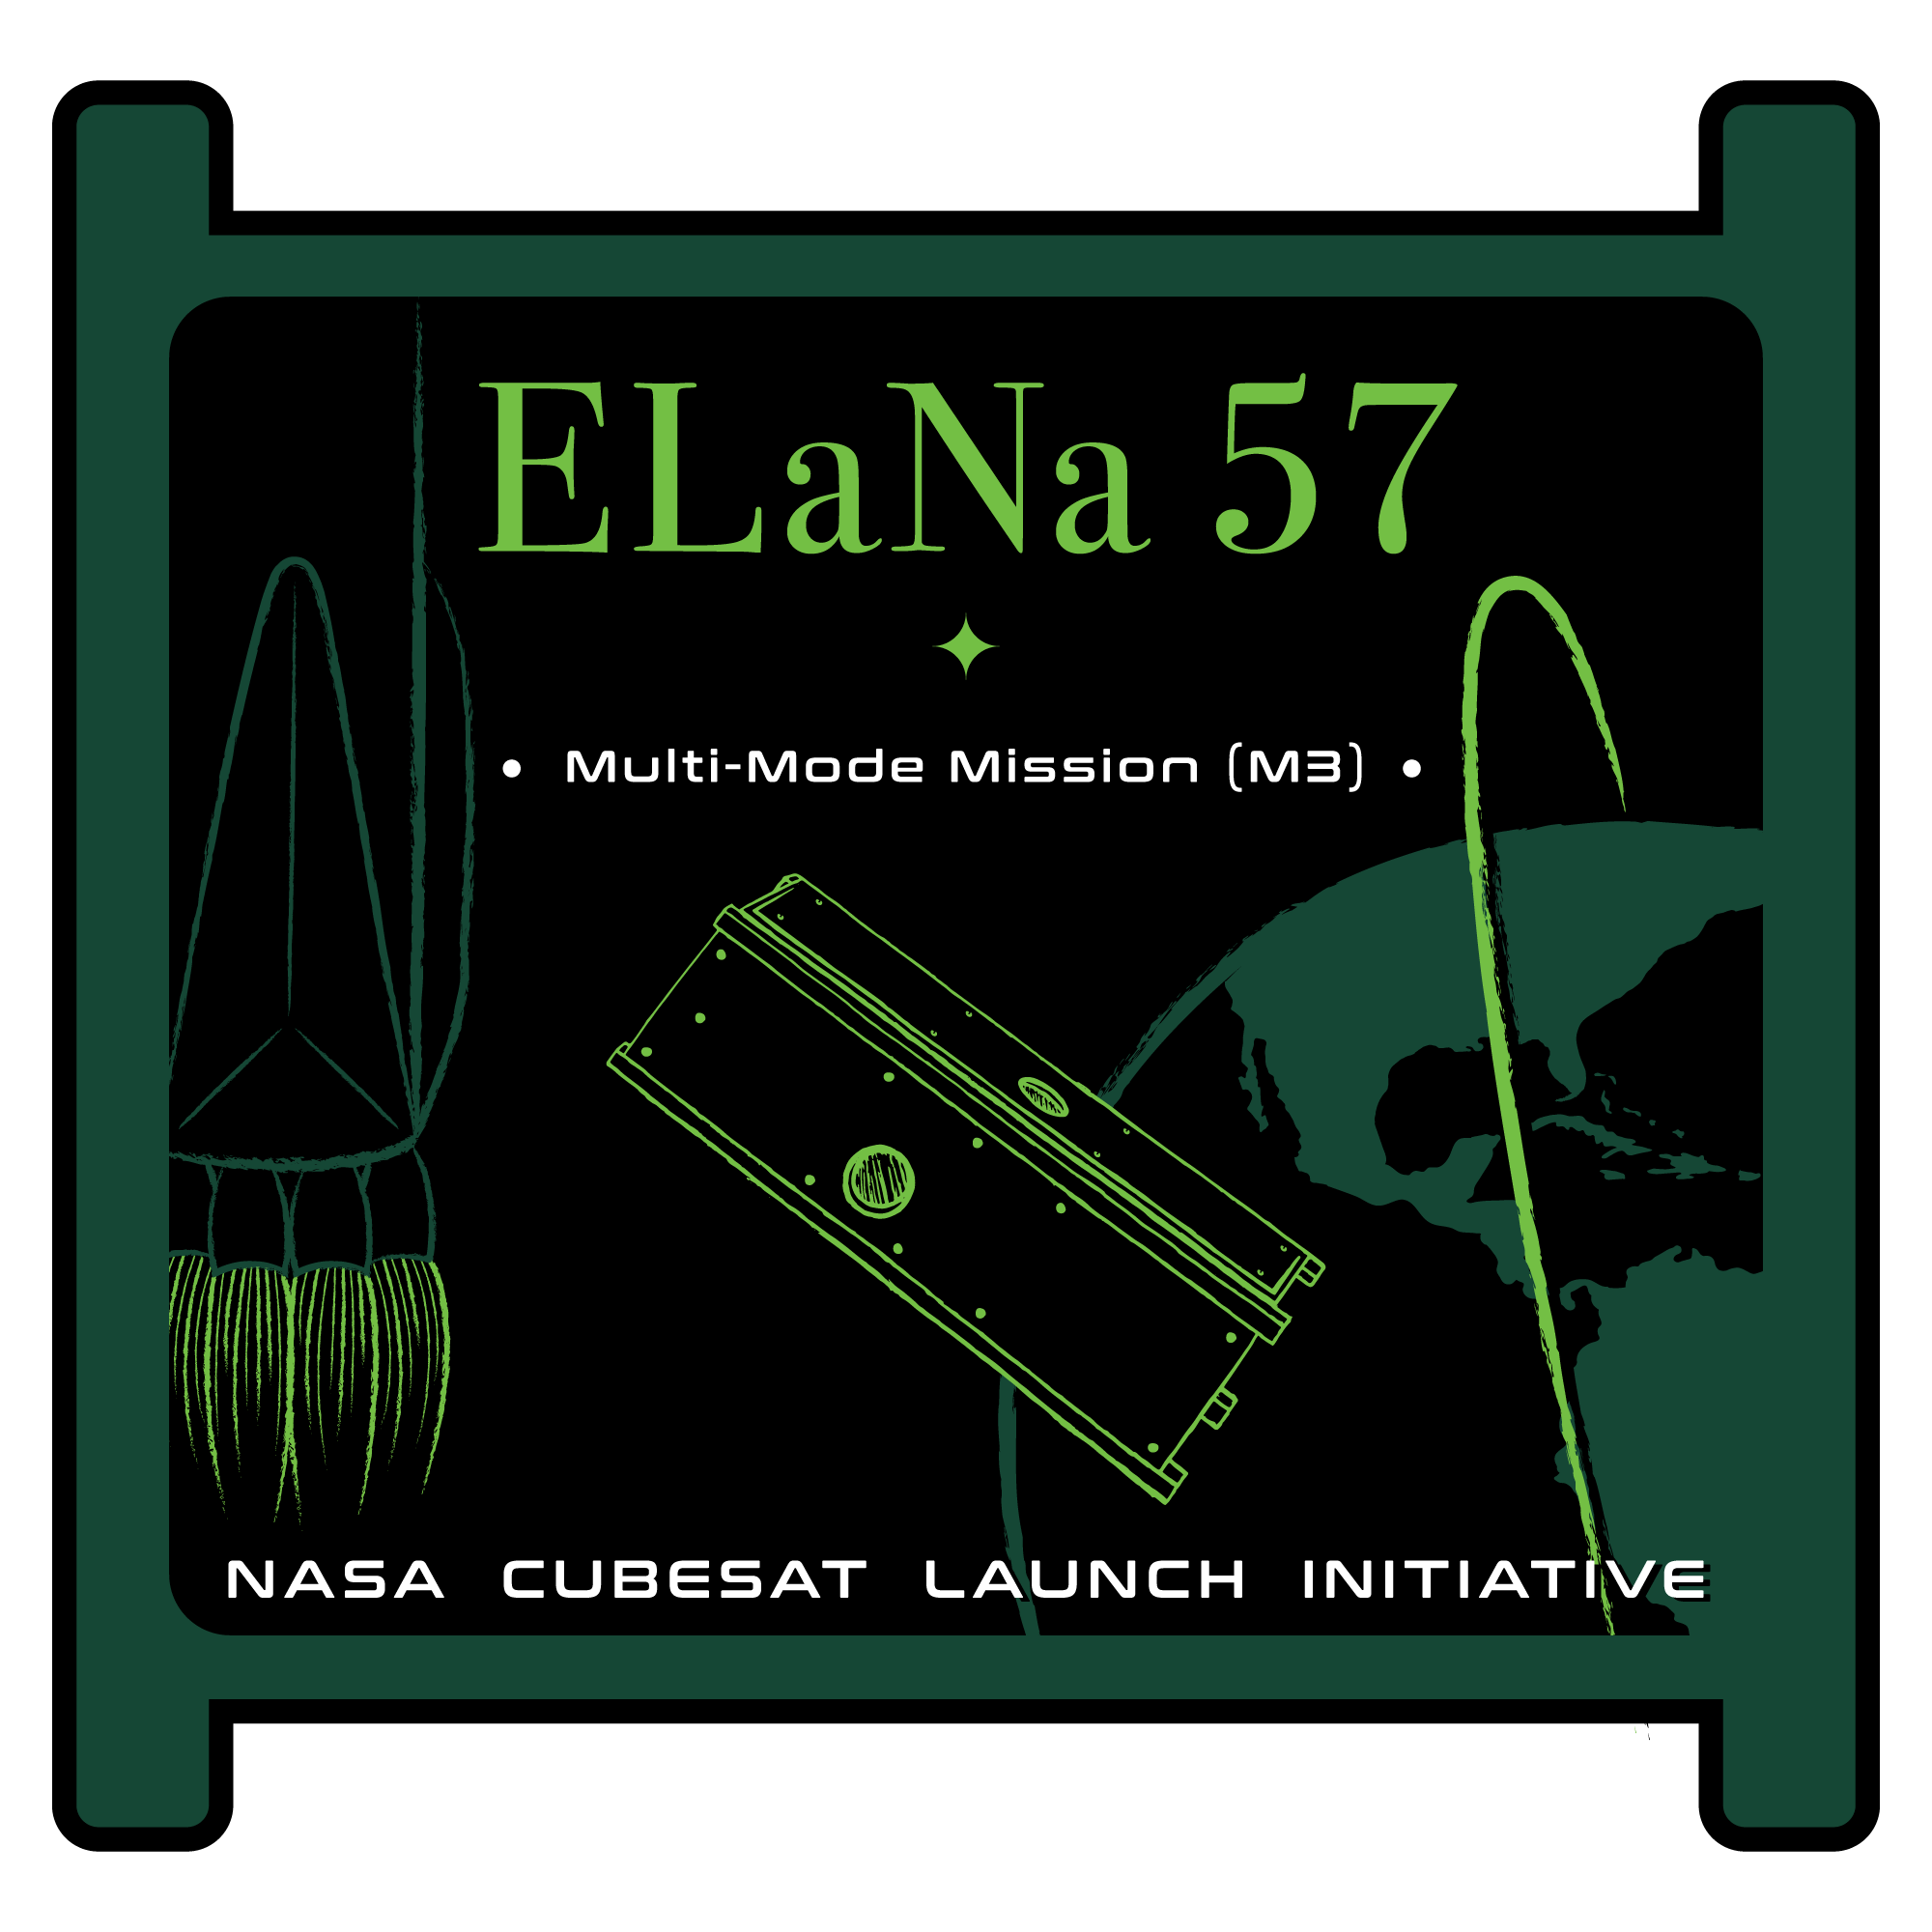 ELaNa 57
• Multi-Mode Mission (M3) •
NASA CUBESAT LAUNCH INITIATIVE